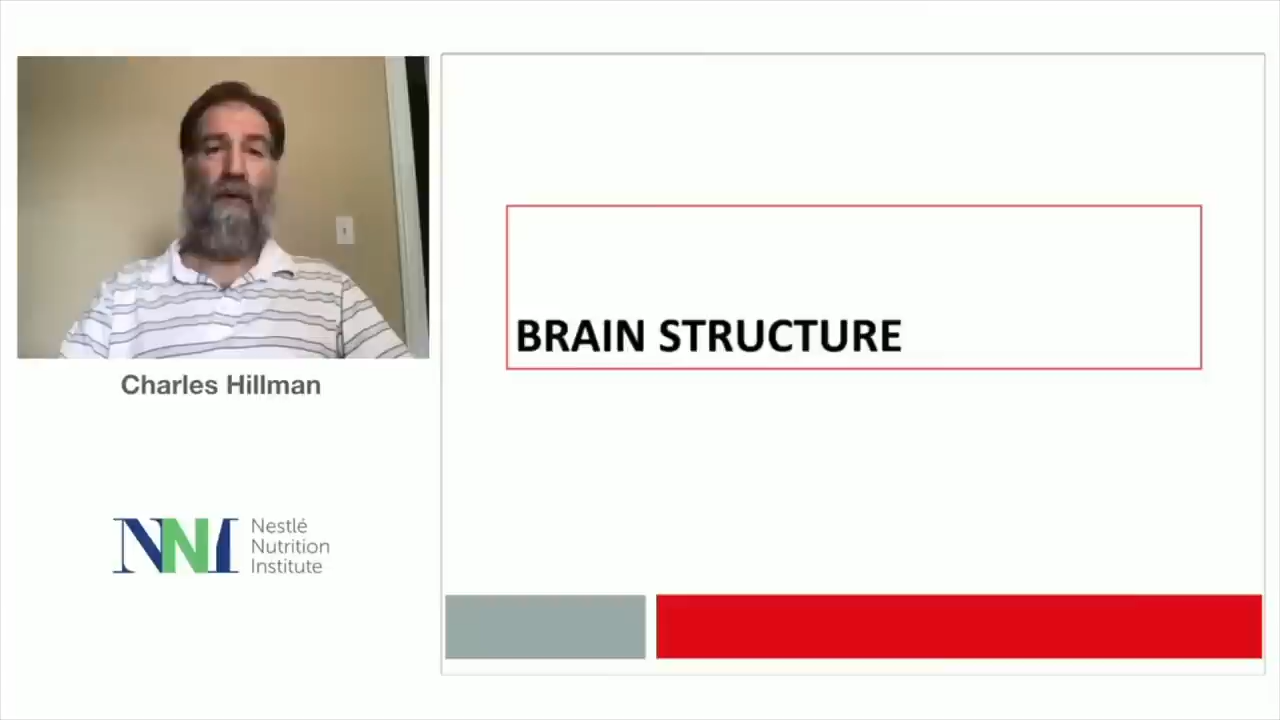 BRAIN STRUCTURE
Charles Hillman
NNI
Nestlé
Nutrition
Institute